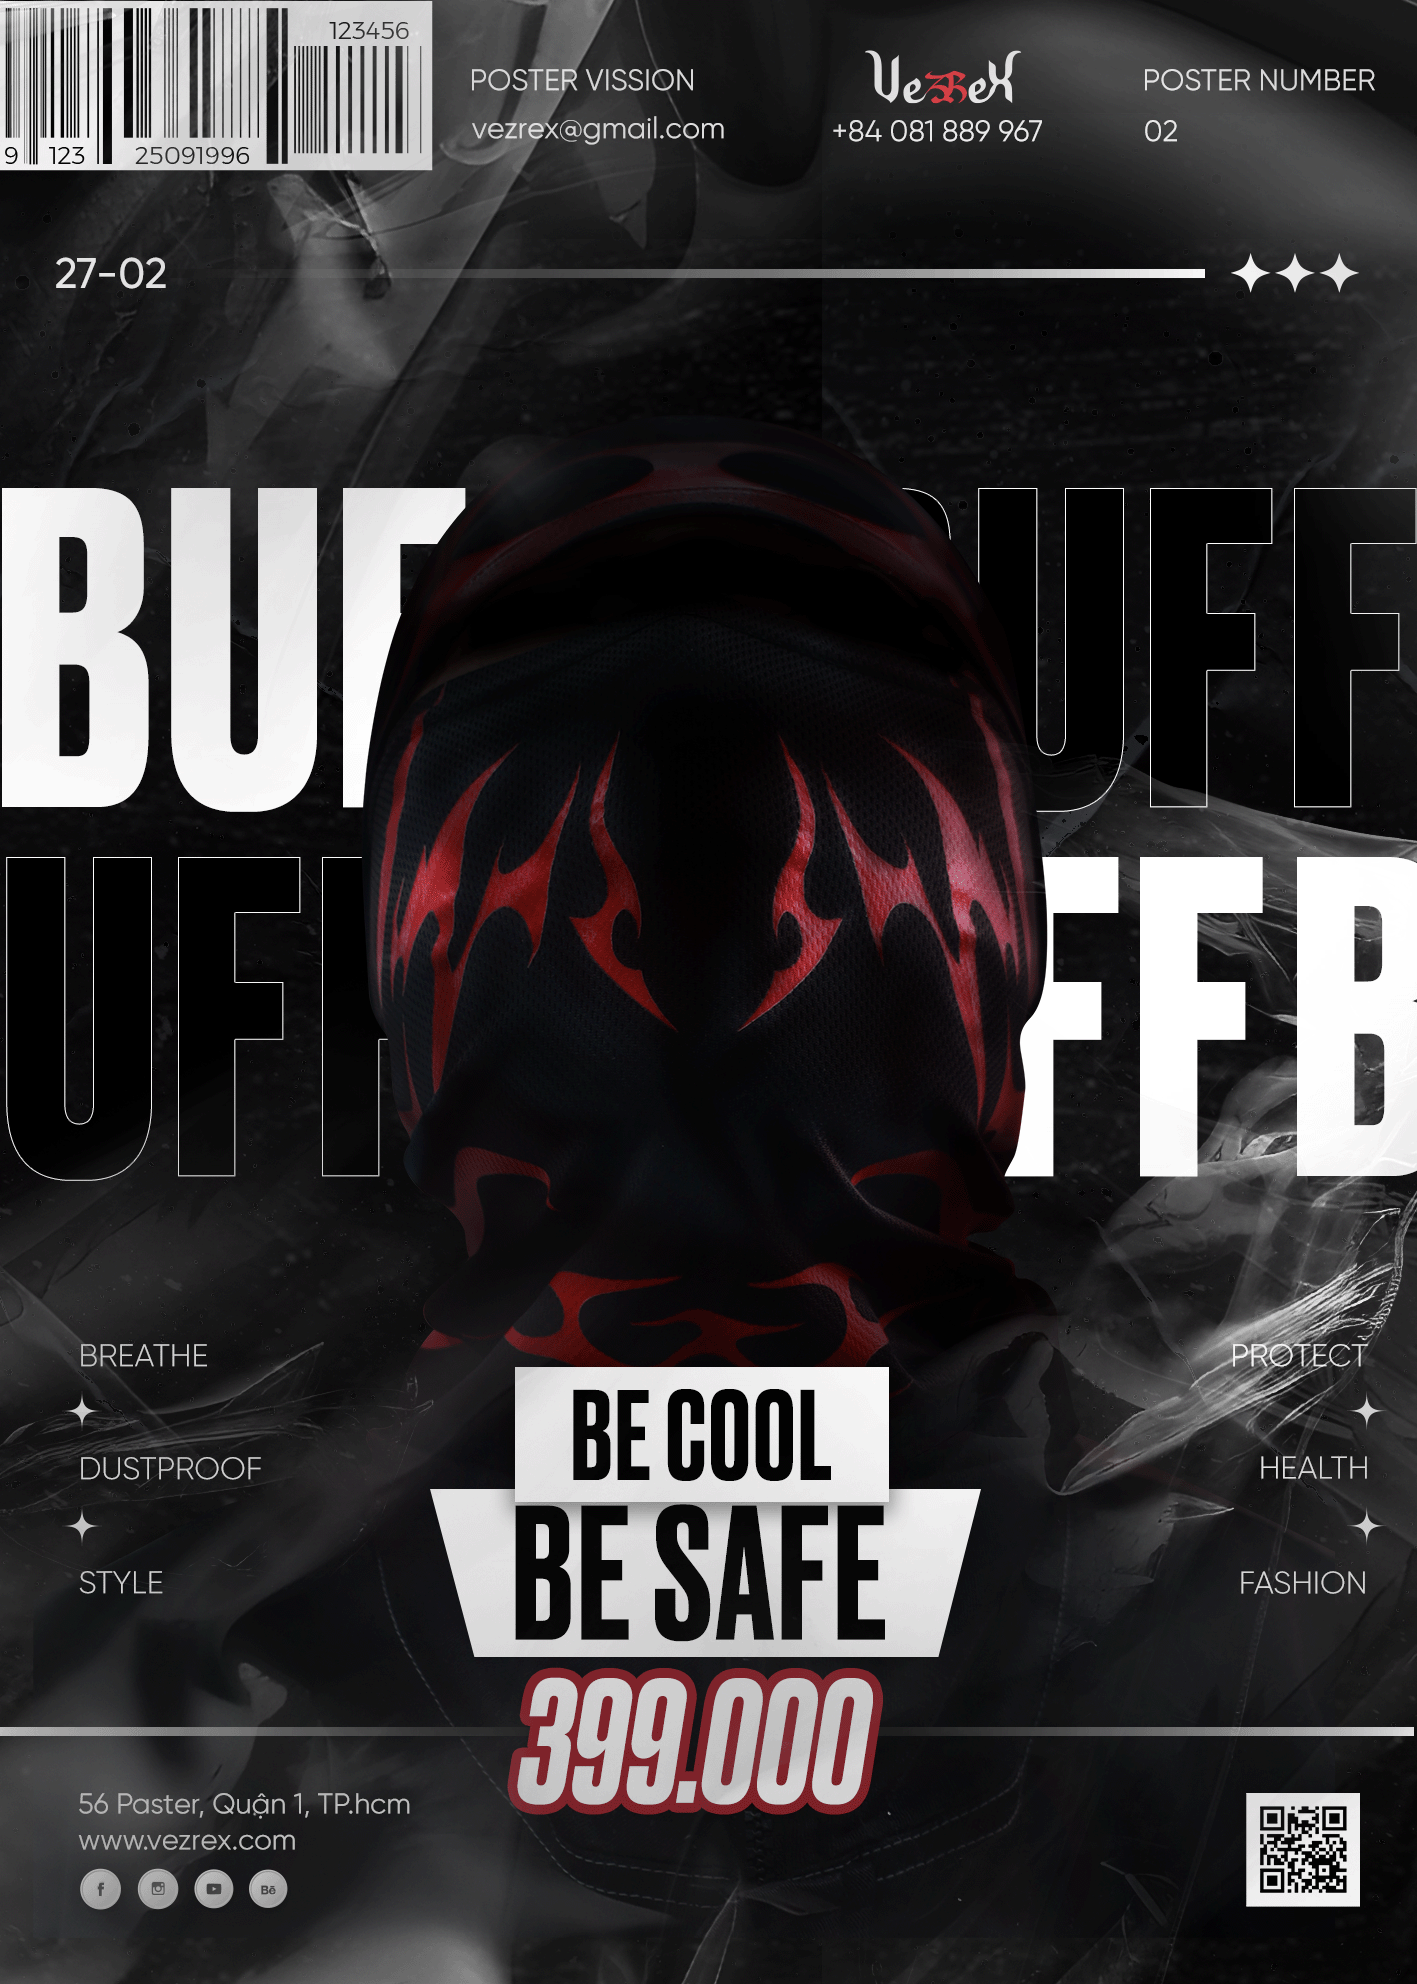 123456
9 123 25091996
POSTER VISSION
vezrex@gmail.com
VezRex
+84 081 889 967
POSTER NUMBER
02
27-02
BUF UFF
UFF FFB
BREATHE
DUSTPROOF
STYLE
PROTECT
HEALTH
FASHION
BE COOL
BE SAFE
399.000
56 Paster, Quận 1, TP.hcm
www.vezrex.com
f Bē